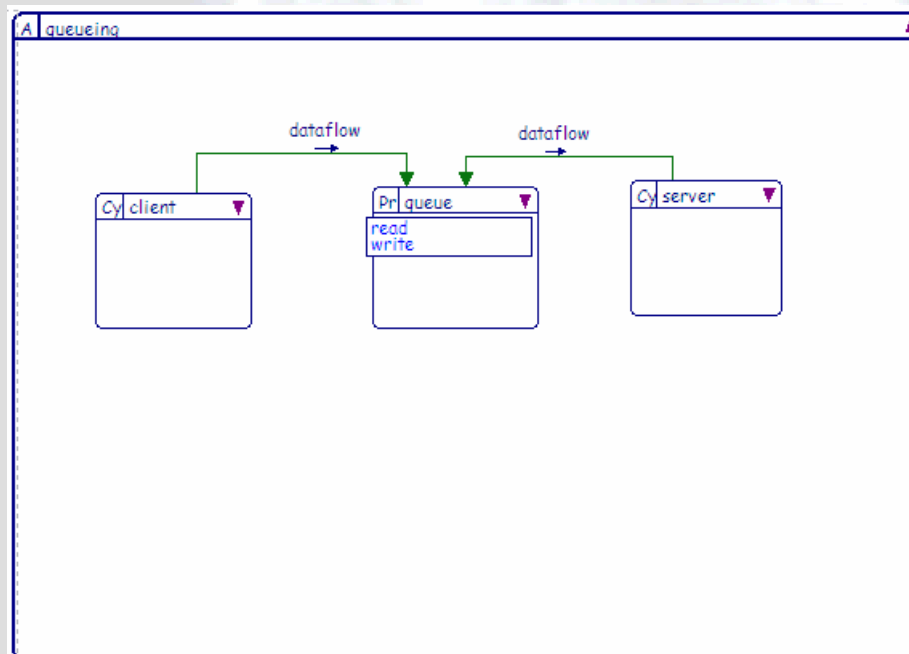 A queueing
dataflow
dataflow
Cy client
Pr queue
Cy server
read
write